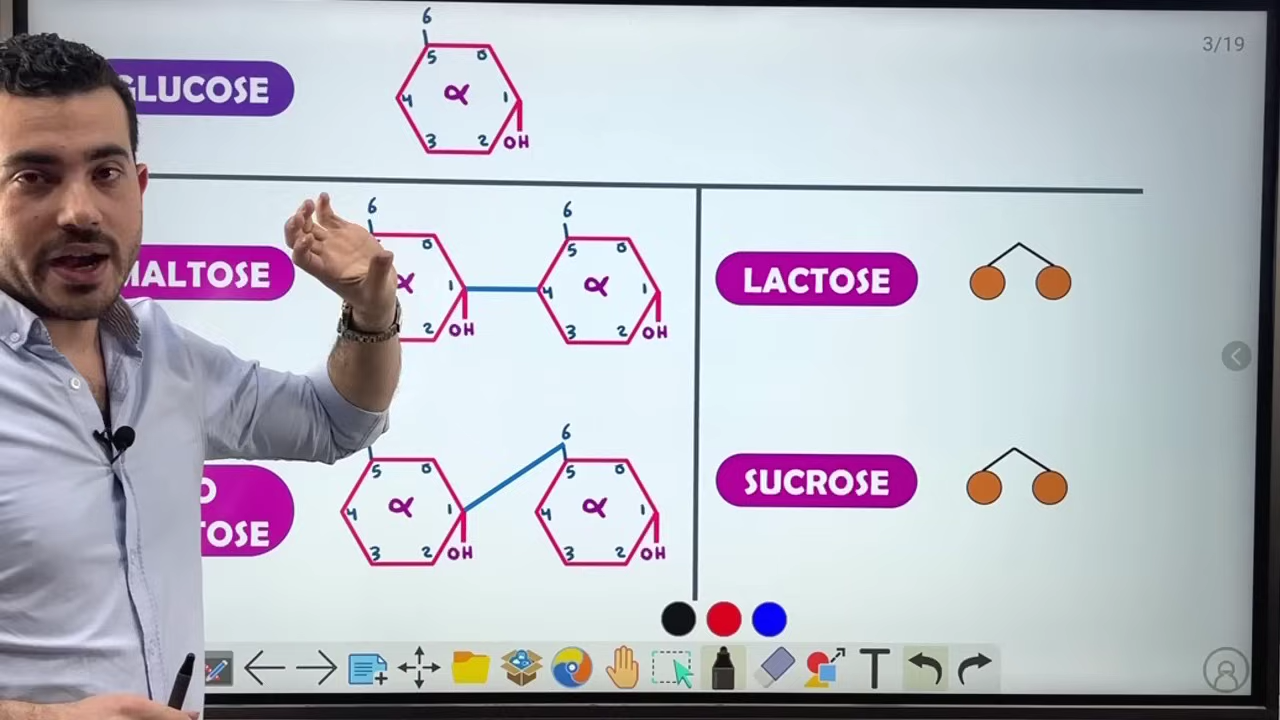 3/19
GLUCOSE
6
5 O
4 α 1
3 2 OH
MALTOSE
6
O
α 1
2 OH
6
5 O
4 α 1
3 2 OH
LACTOSE
O
TOSE
5 O
4 α 1
3 2 OH
6
5 O
4 α 1
3 2 OH
SUCROSE
T